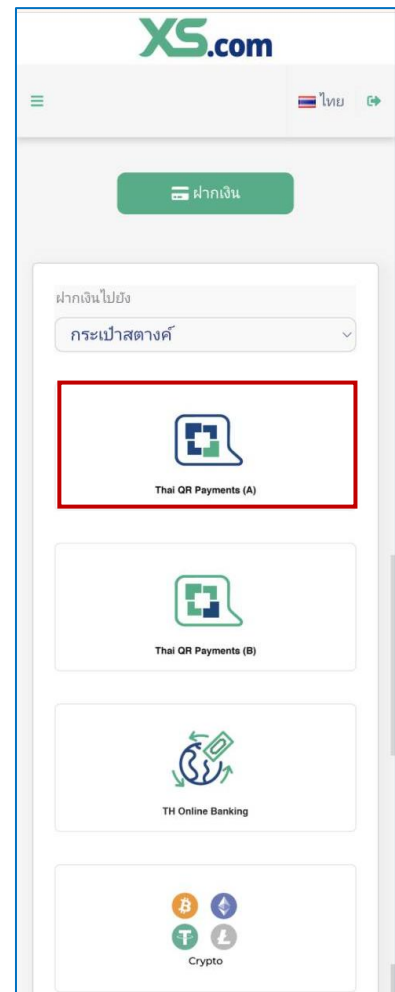 XS.com
ไทย
ฝากเงิน
ฝากเงินไปยัง
กระเป๋าสตางค์
Thai QR Payments (A)
Thai QR Payments (B)
TH Online Banking
Crypto